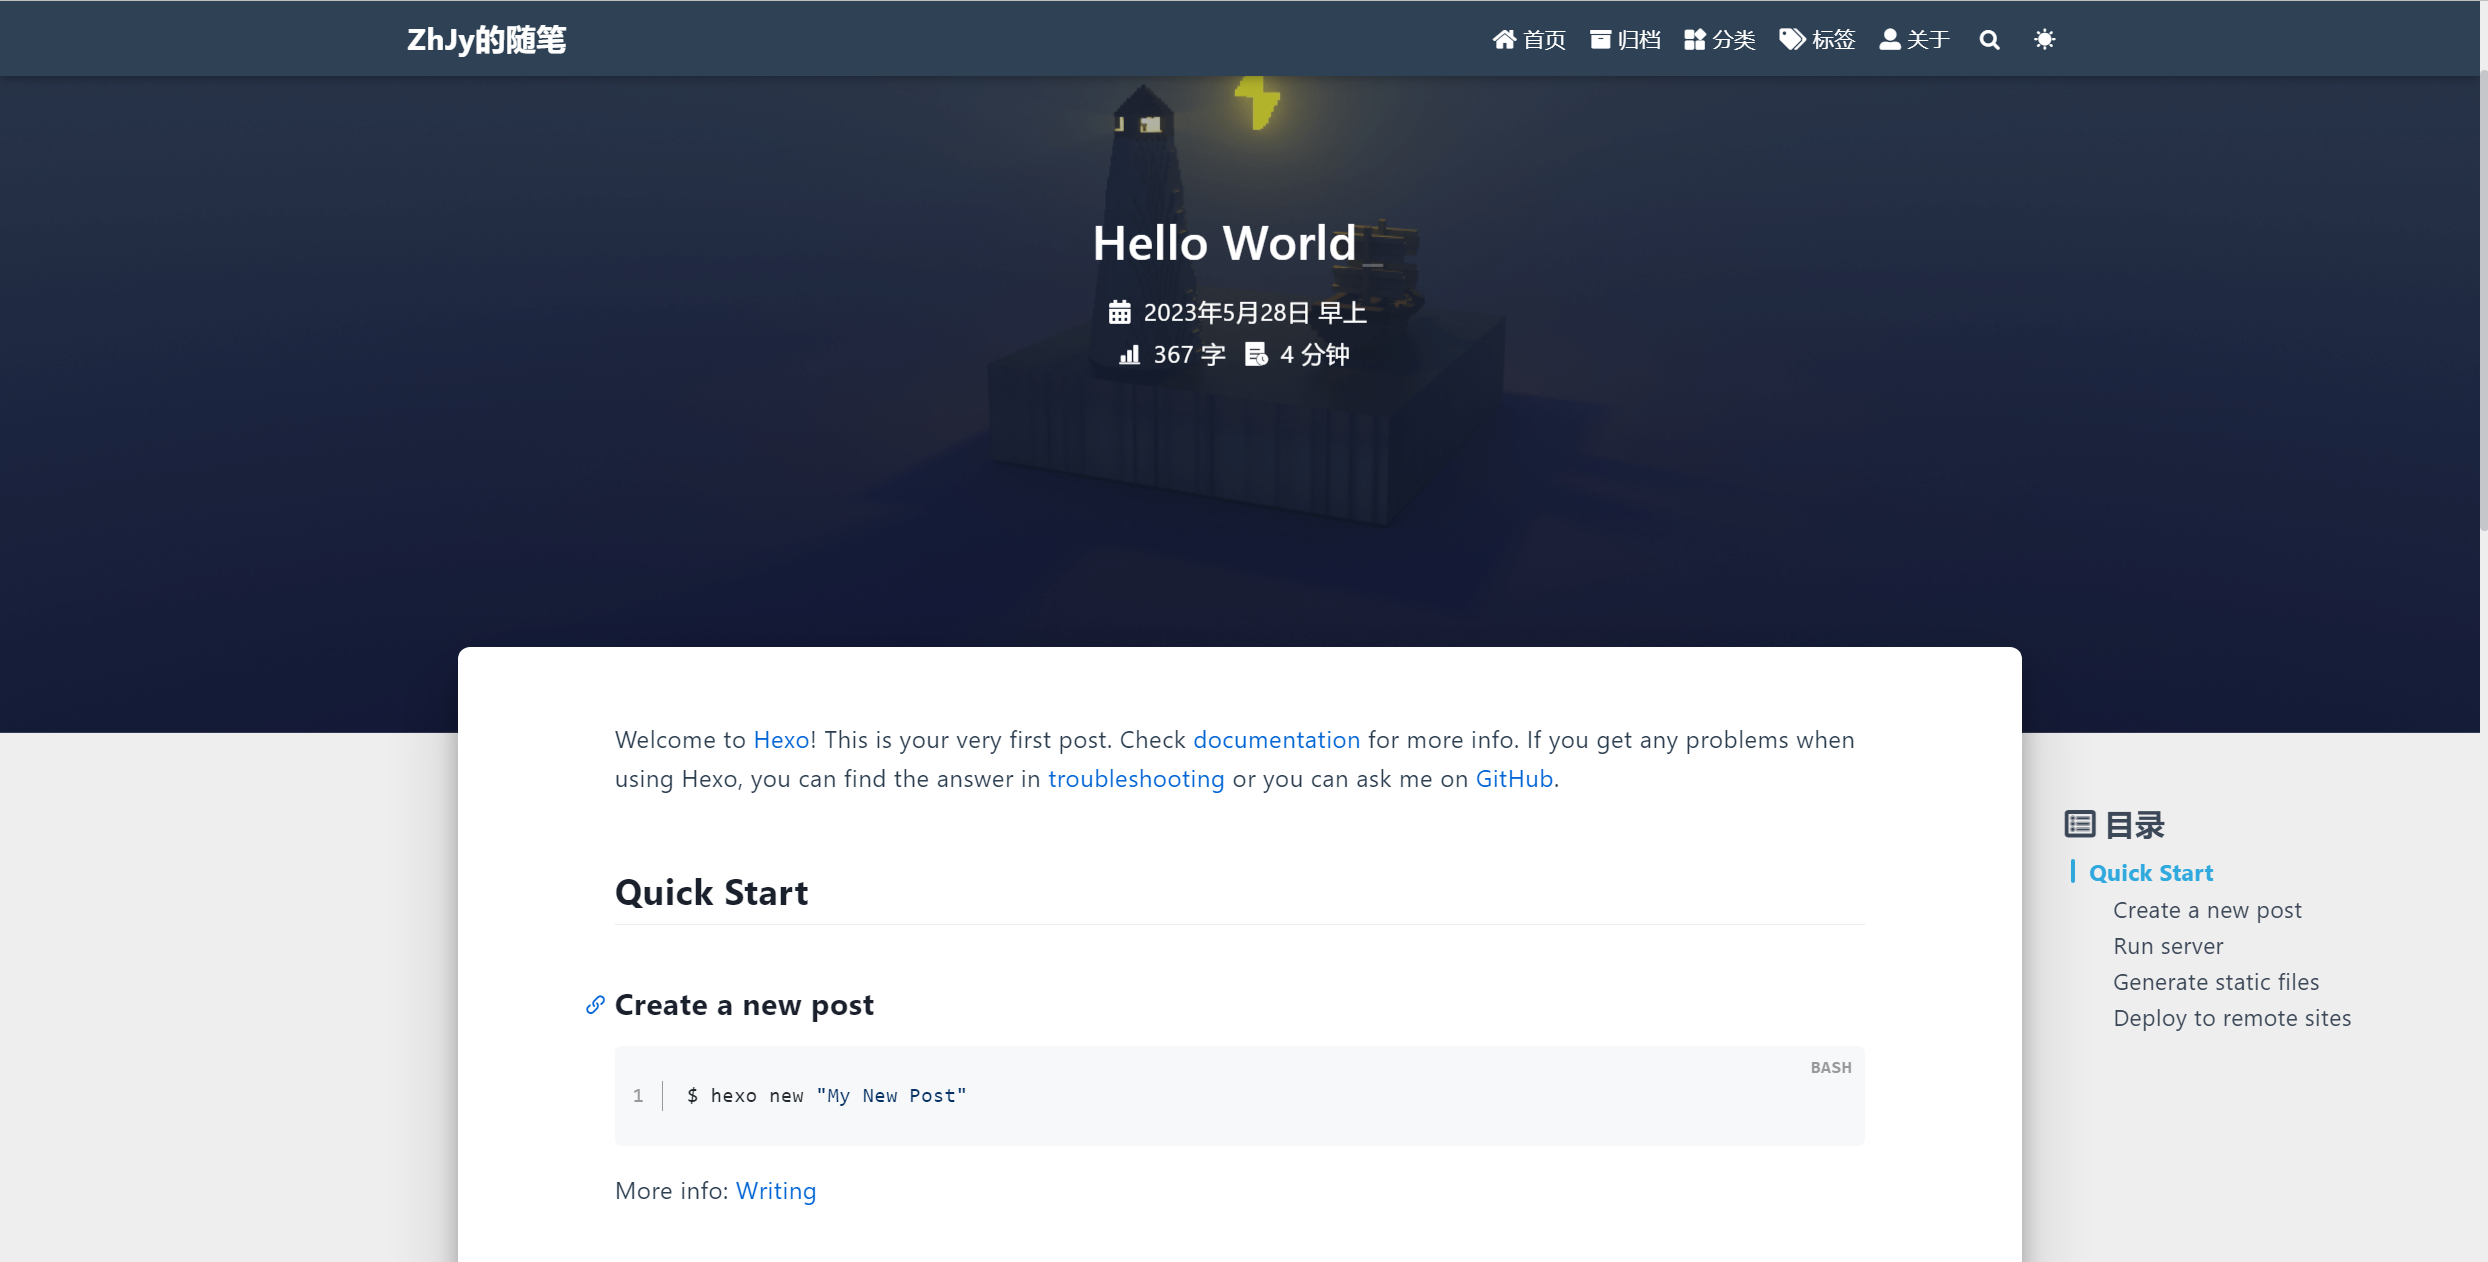 ZhJy的随笔
首页 归档 分类 标签 关于
Hello World_
2023年5月28日 早上
367 字 4 分钟
Welcome to Hexo! This is your very first post. Check documentation for more info. If you get any problems when
using Hexo, you can find the answer in troubleshooting or you can ask me on GitHub.
Quick Start
Create a new post
BASH
1 $ hexo new "My New Post"
More info: Writing
目录
Quick Start
Create a new post
Run server
Generate static files
Deploy to remote sites